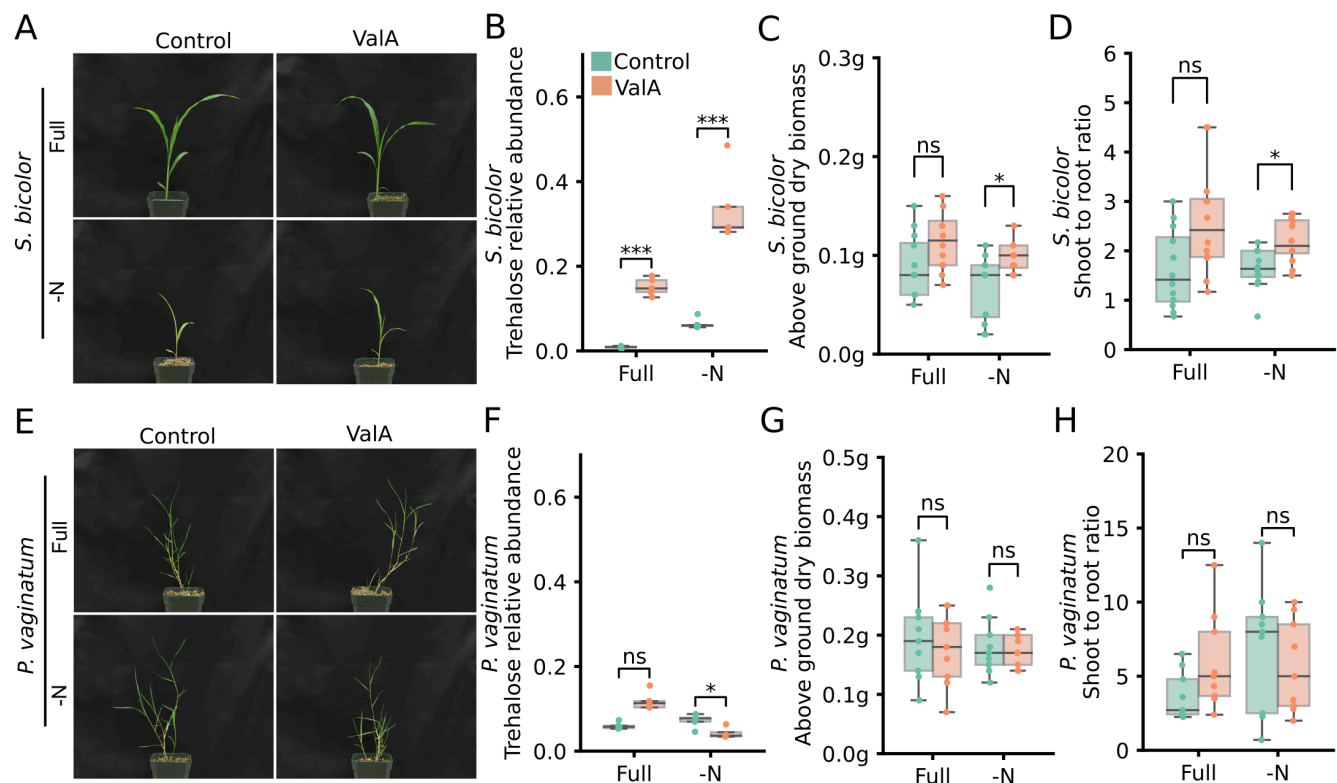 A
Control
ValA
S. bicolor
Full
-N
B
S. bicolor
Trehalose relative abundance
0.6
0.4
0.2
0.0
Control
ValA
***
***
Full
-N
C
S. bicolor
Above ground dry biomass
0.3g
0.2g
0.1g
0.0g
ns
*
Full
-N
D
S. bicolor
Shoot to root ratio
6
5
4
3
2
1
0
ns
*
Full
-N
E
Control
ValA
P. vaginatum
Full
-N
F
P. vaginatum
Trehalose relative abundance
0.6
0.4
0.2
0.0
ns
*
Full
-N
G
P. vaginatum
Above ground dry biomass
0.5g
0.4g
0.3g
0.2g
0.1g
0.0g
ns
ns
Full
-N
H
P. vaginatum
Shoot to root ratio
20
15
10
5
0
ns
ns
Full
-N